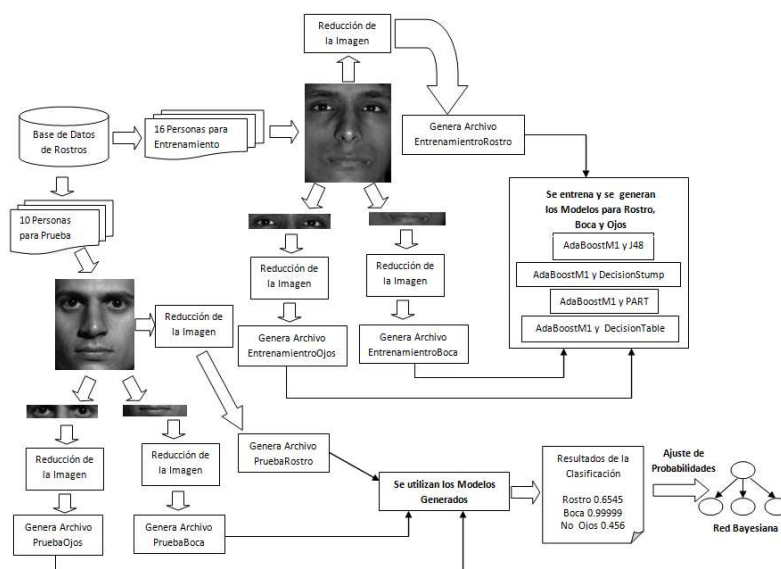 Reducción de
la Imagen
Base de Datos
de Rostros
16 Personas para
Entrenamiento
Genera Archivo
EntrenamientoRostro
10 Personas
para Prueba
Se entrena y se generan
los Modelos para Rostro,
Boca y Ojos
AdaBoostM1 y J48
AdaBoostM1 y DecisionStump
AdaBoostM1 y PART
AdaBoostM1 y DecisionTable
Reducción de
la Imagen
Reducción de
la Imagen
Reducción de
la Imagen
Genera Archivo
EntrenamientoOjos
Genera Archivo
EntrenamientoBoca
Reducción de
la Imagen
Reducción de
la Imagen
Genera Archivo
PruebaRostro
Genera Archivo
PruebaOjos
Genera Archivo
PruebaBoca
Se utilizan los Modelos
Generados
Resultados de la
Clasificación
Rostro 0.6545
Boca 0.99999
No Ojos 0.456
Ajuste de
Probabilidades
Red Bayesiana